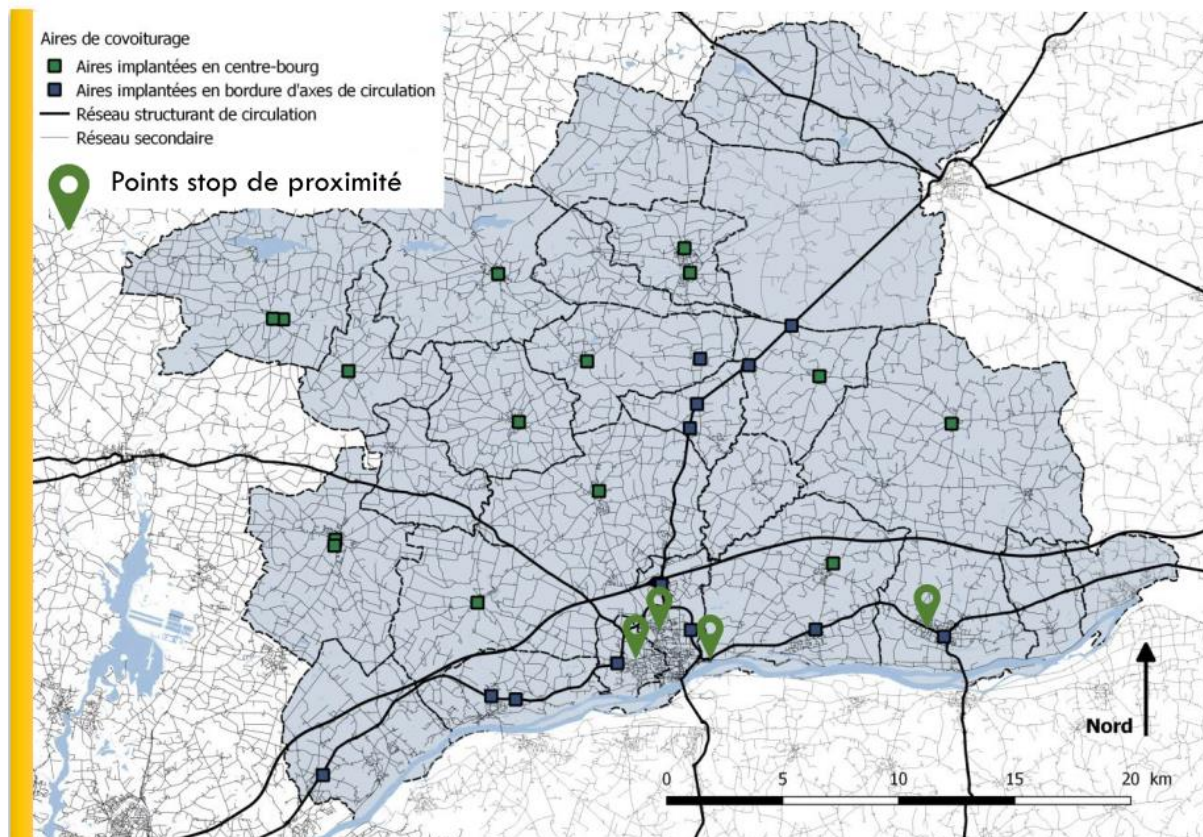 Aires de covoiturage
Aires implantées en centre-bourg
Aires implantées en bordure d'axes de circulation
Réseau structurant de circulation
Réseau secondaire
Points stop de proximité
Nord
0 5 10 15 20 km